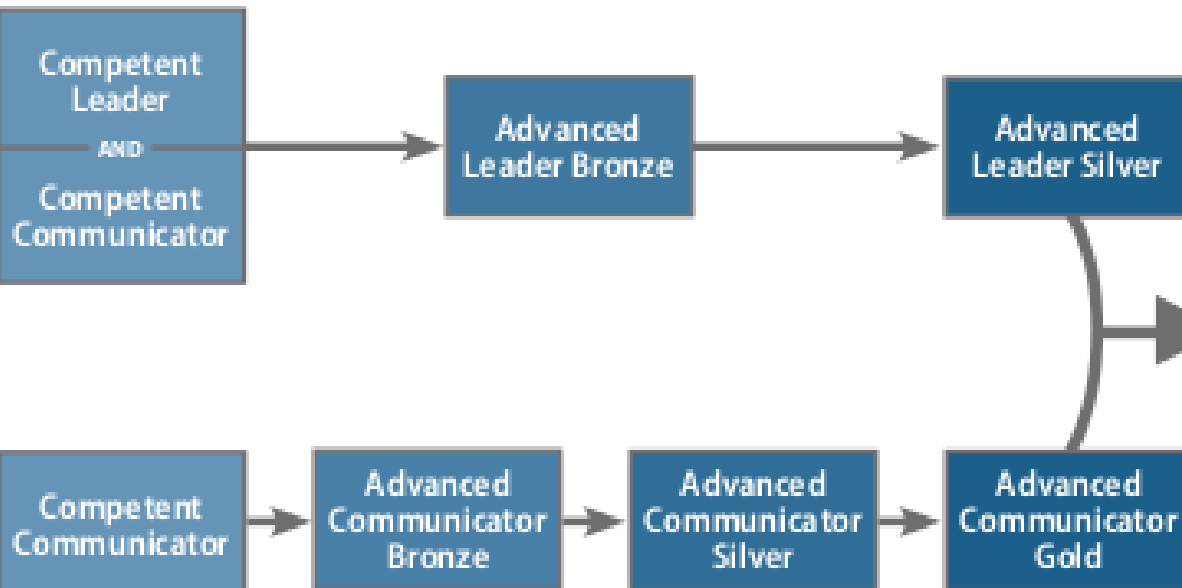 Competent
Leader
AND
Competent
Communicator
Advanced
Leader Bronze
Advanced
Leader Silver
Competent
Communicator
Advanced
Communicator
Bronze
Advanced
Communicator
Silver
Advanced
Communicator
Gold